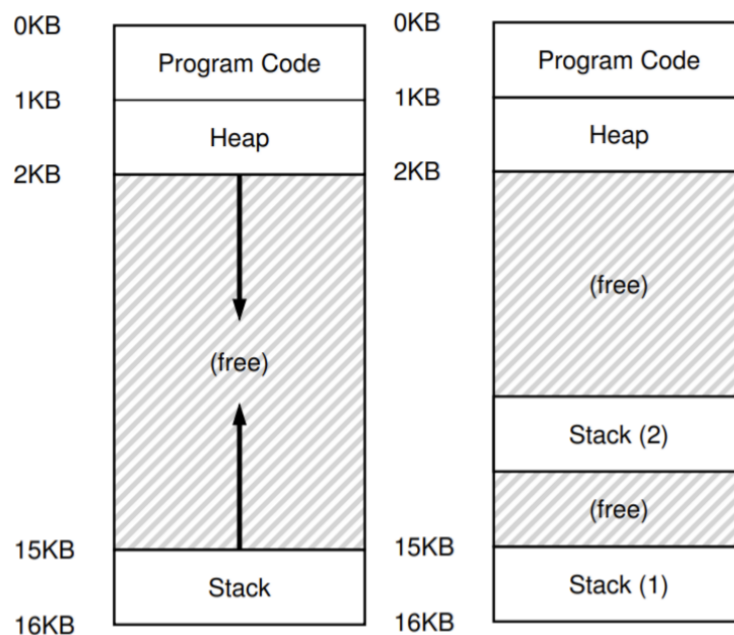 0KB
Program Code
1KB
Heap
2KB
(free)
15KB
Stack
16KB
0KB
Program Code
1KB
Heap
2KB
(free)
Stack (2)
(free)
15KB
Stack (1)
16KB